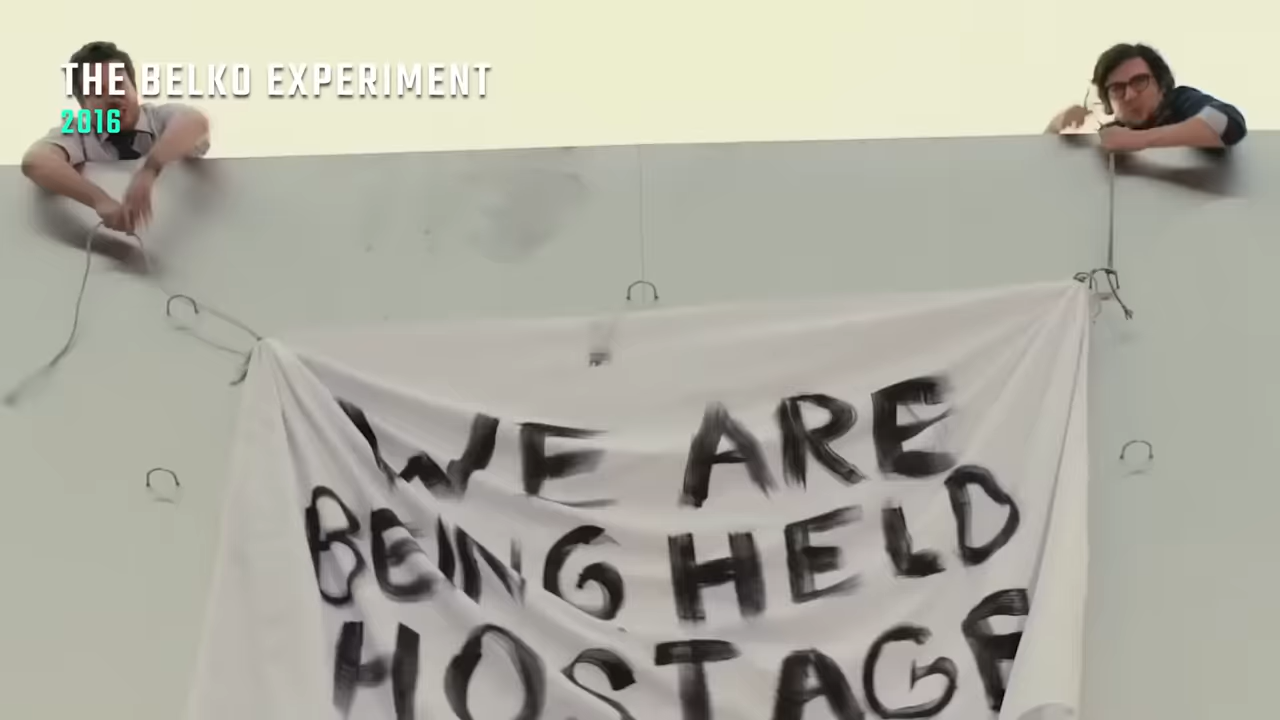 THE BELKO EXPERIMENT
2016
WE ARE
BEING HELD
HOSTAGE